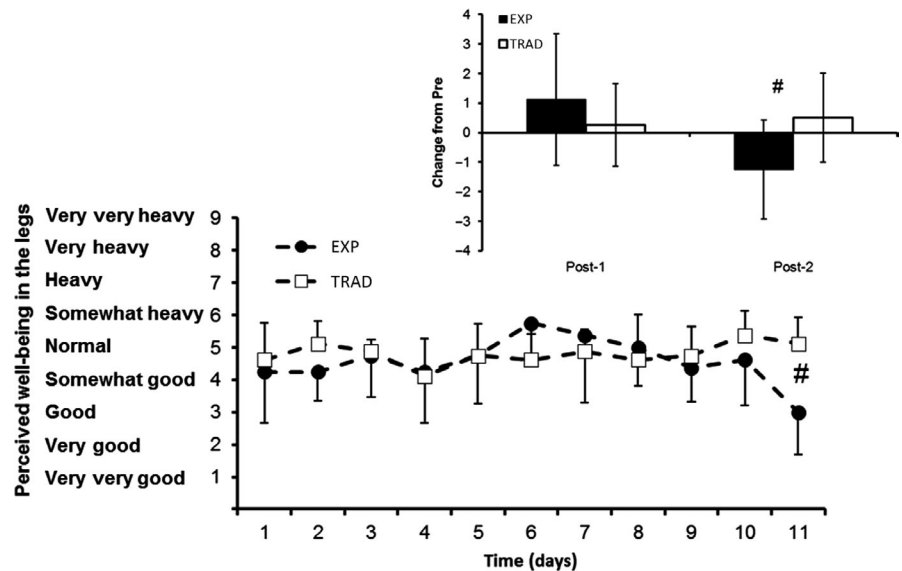 EXP
TRAD
4
3
2
1
0
−1
−2
−3
−4
Change from Pre
#
Post-1 Post-2
Perceived well-being in the legs
Very very heavy 9
Very heavy 8
Heavy 7
Somewhat heavy 6
Normal 5
Somewhat good 4
Good 3
Very good 2
Very very good 1
EXP
TRAD
#
1 2 3 4 5 6 7 8 9 10 11
Time (days)